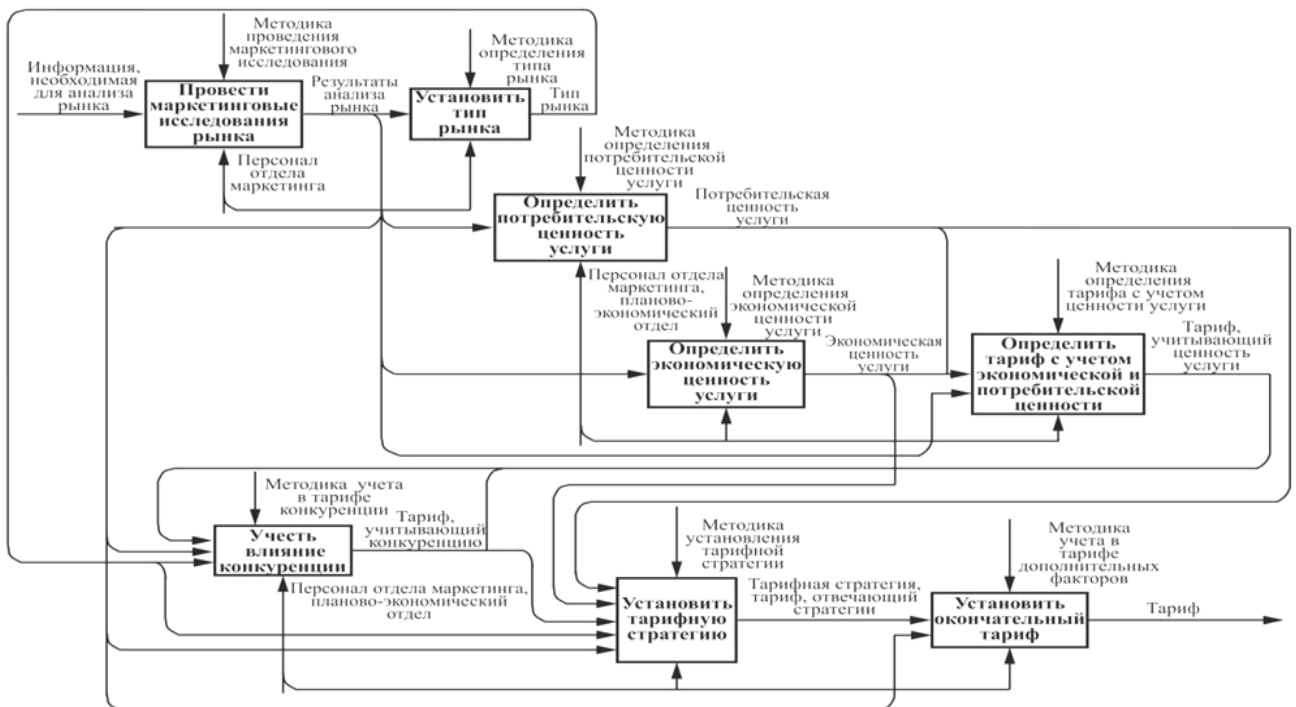 Методика
проведения
маркетингового
исследования
Методика
определения
типа
рынка
Информация,
необходимая
для анализа
рынка
Провести
маркетинговые
исследования
рынка
Результаты
анализа
рынка
Установить
тип
рынка
Тип
рынка
Персонал
отдела
маркетинга
Методика
определения
потребительской
ценности
услуги
Определить
потребительскую
ценность
услуги
Потребительская
ценность
услуги
Персонал отдела
маркетинга,
планово-
экономический
отдел
Методика
определения
экономической
ценности
услуги
Методика
определения
тарифа с учетом
ценности услуги
Определить
экономическую
ценность
услуги
Экономическая
ценность
услуги
Определить
тариф с учетом
экономической и
потребительской
ценности
Тариф,
учитывающий
ценность
услуги
Методика учета
в тарифе
конкуренции
Учесть
влияние
конкуренции
Тариф,
учитывающий
конкуренцию
Персонал отдела маркетинга,
планово-экономический
отдел
Методика
установления
тарифной
стратегии
Методика
учета в
тарифе
дополнительных
факторов
Установить
тарифную
стратегию
Тарифная стратегия,
тариф, отвечающий
стратегии
Установить
окончательный
тариф
Тариф